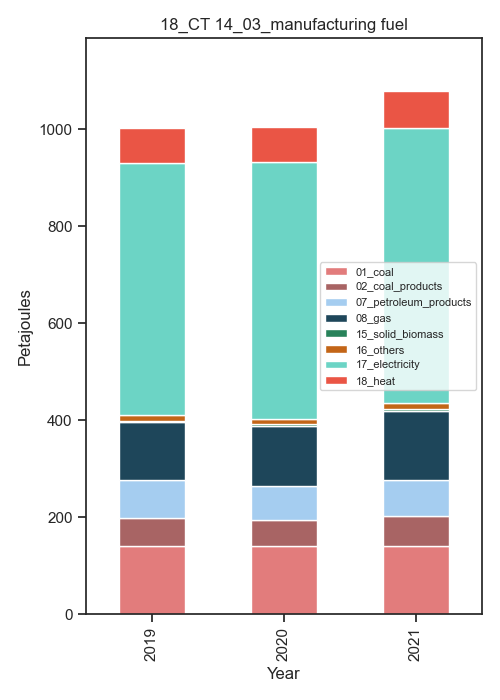 18_CT 14_03_manufacturing fuel
Petajoules
1000
800
600
400
200
0
01_coal
02_coal_products
07_petroleum_products
08_gas
15_solid_biomass
16_others
17_electricity
18_heat
2019
2020
2021
Year